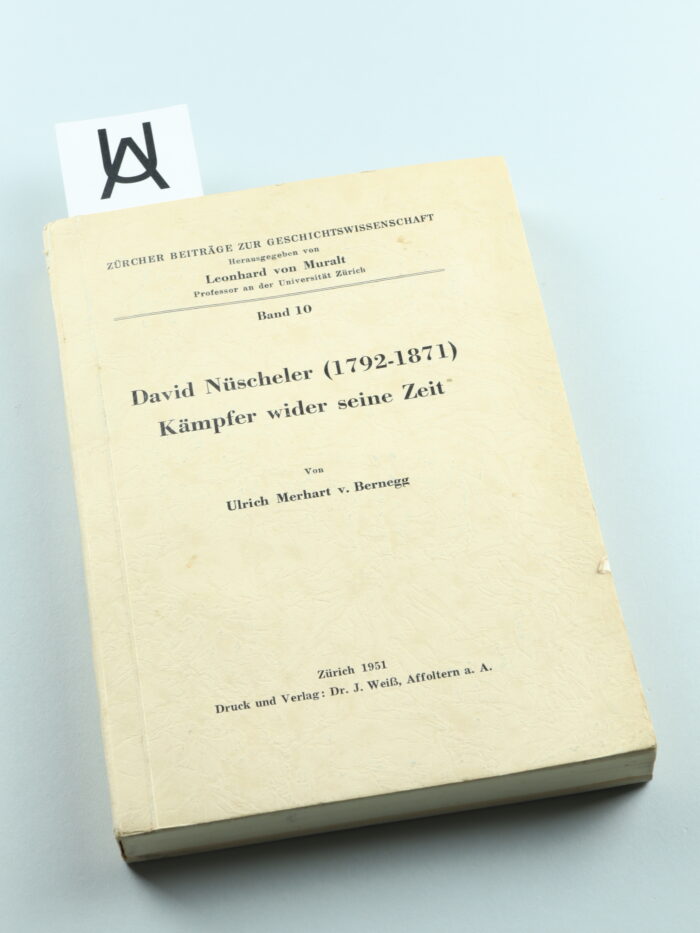 ZÜRCHER BEITRÄGE ZUR GESCHICHTSWISSENSCHAFT
Herausgegeben von
Leonhard von Muralt
Professor an der Universität Zürich
Band 10
David Nüscheler (1792-1871)
Kämpfer wider seine Zeit
Von
Ulrich Merhart v. Bernegg
Zürich 1951
Druck und Verlag: Dr. J. Weiß, Affoltern a. A.